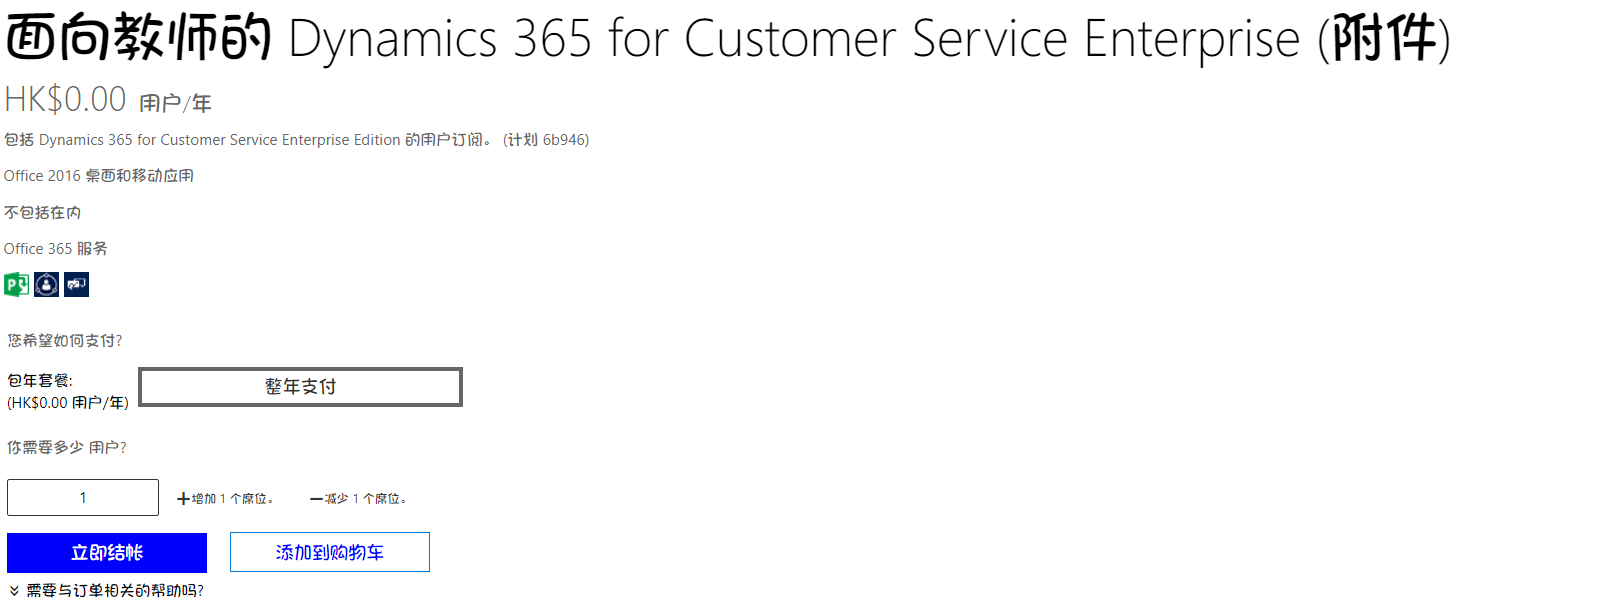 面向教师的 Dynamics 365 for Customer Service Enterprise (附件)
HK$0.00 用户/年
包括 Dynamics 365 for Customer Service Enterprise Edition 的用户订阅。 (计划 6b946)
Office 2016 桌面和移动应用
不包括在内
Office 365 服务
您希望如何支付?
包年套餐:
(HK$0.00 用户/年)
整年支付
你需要多少 用户?
1
+增加 1 个席位。
−减少 1 个席位。
立即结帐
添加到购物车
需要与订单相关的帮助吗?